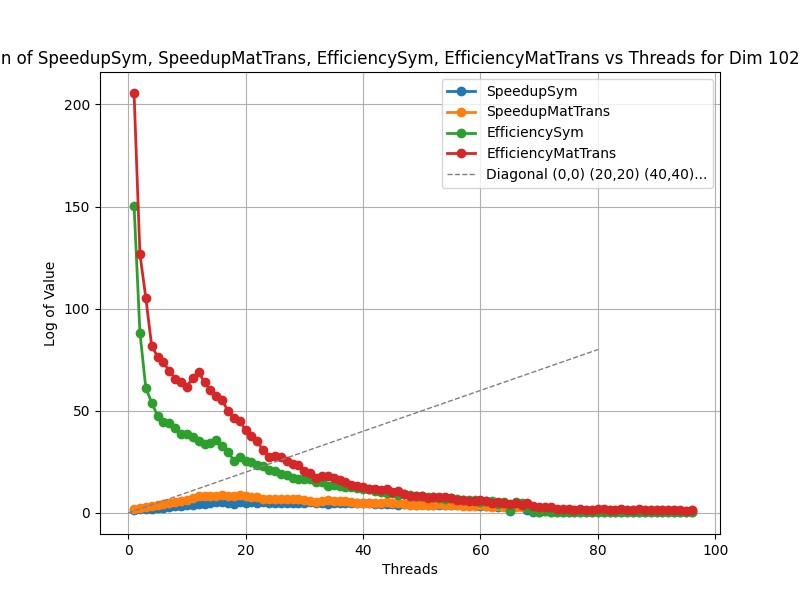 n of SpeedupSym, SpeedupMatTrans, EfficiencySym, EfficiencyMatTrans vs Threads for Dim 102
SpeedupSym
SpeedupMatTrans
EfficiencySym
EfficiencyMatTrans
Diagonal (0,0) (20,20) (40,40)...
Log of Value
200
150
100
50
0
0 20 40 60 80 100
Threads